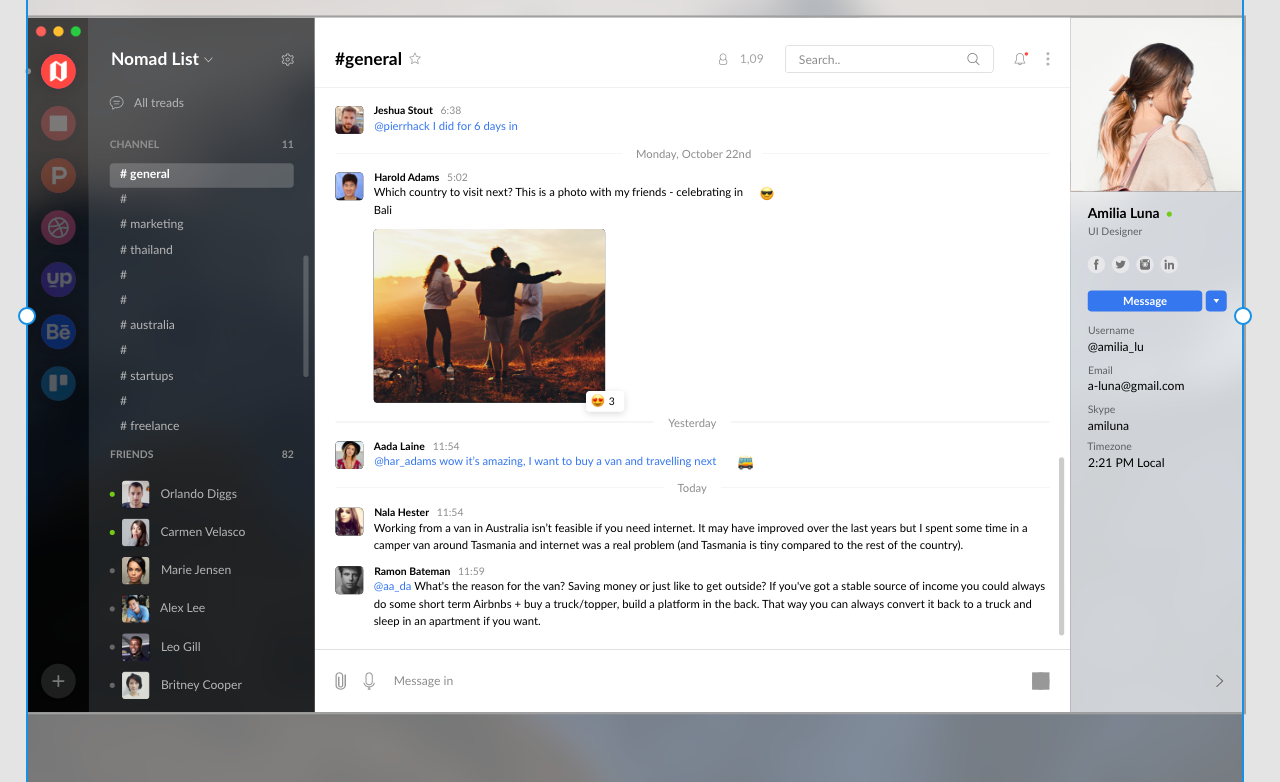 Nomad List
All treads
CHANNEL 11
# general
#
# marketing
# thailand
#
#
# australia
#
# startups
#
# freelance
FRIENDS 82
Orlando Diggs
Carmen Velasco
Marie Jensen
Alex Lee
Leo Gill
Britney Cooper
P
up
Bē
#general
1,09
Search..
Jeshua Stout 6:38
@pierrhack I did for 6 days in
Monday, October 22nd
Harold Adams 5:02
Which country to visit next? This is a photo with my friends - celebrating in
Bali
3
Yesterday
Aada Laine 11:54
@har_adams wow it’s amazing, I want to buy a van and travelling next
Today
Nala Hester 11:54
Working from a van in Australia isn’t feasible if you need internet. It may have improved over the last years but I spent some time in a
camper van around Tasmania and internet was a real problem (and Tasmania is tiny compared to the rest of the country).
Ramon Bateman 11:59
@aa_da What's the reason for the van? Saving money or just like to get outside? If you've got a stable source of income you could always
do some short term Airbnbs + buy a truck/topper, build a platform in the back. That way you can always convert it back to a truck and
sleep in an apartment if you want.
Message in
Amilia Luna
UI Designer
f
in
Message
Username
@amilia_lu
Email
a-luna@gmail.com
Skype
amiluna
Timezone
2:21 PM Local